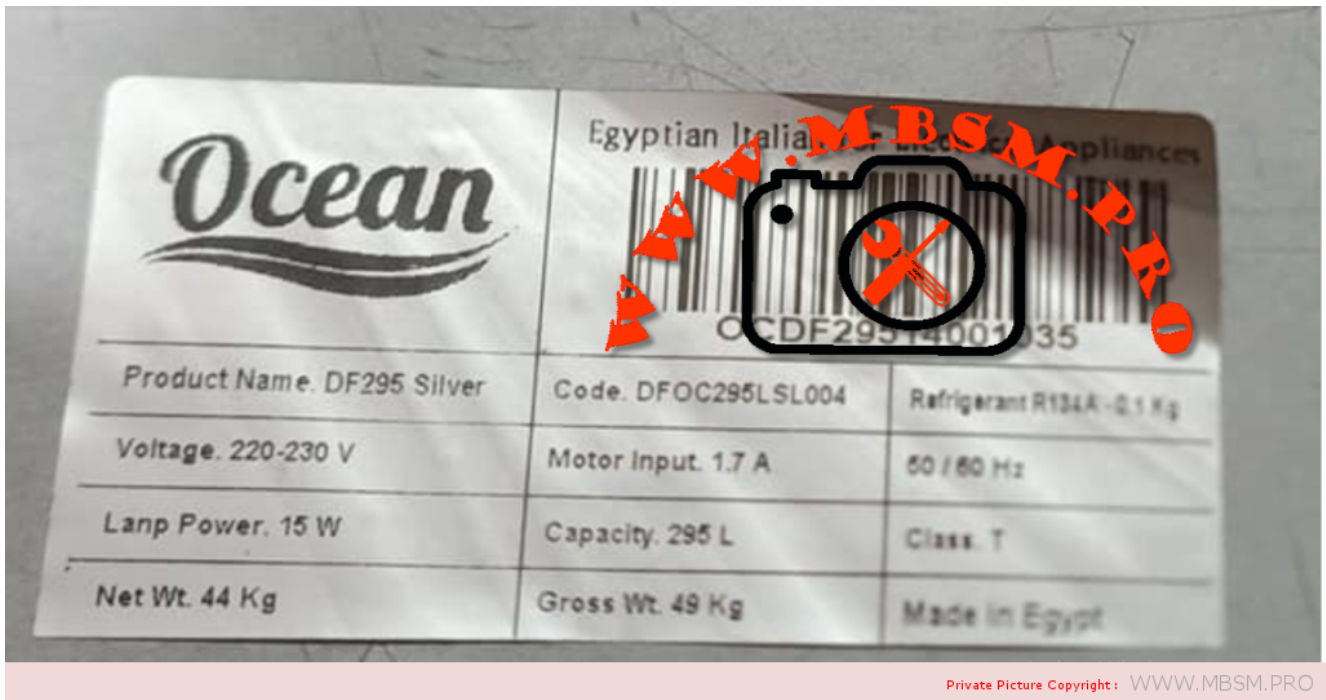 Ocean
Egyptian Italian Electrical Appliances
WWW.MBSM.PRO
Product Name. DF295 Silver
Code. DFOC295LSL004
Refrigerant R134A - 0.1 Kg
Voltage. 220-230 V
Motor Input. 1.7 A
50 / 60 Hz
Lanp Power. 15 W
Capacity. 295 L
Class. T
Net Wt. 44 Kg
Gross Wt. 49 Kg
Made in Egypt
Private Picture Copyright : WWW.MBSM.PRO